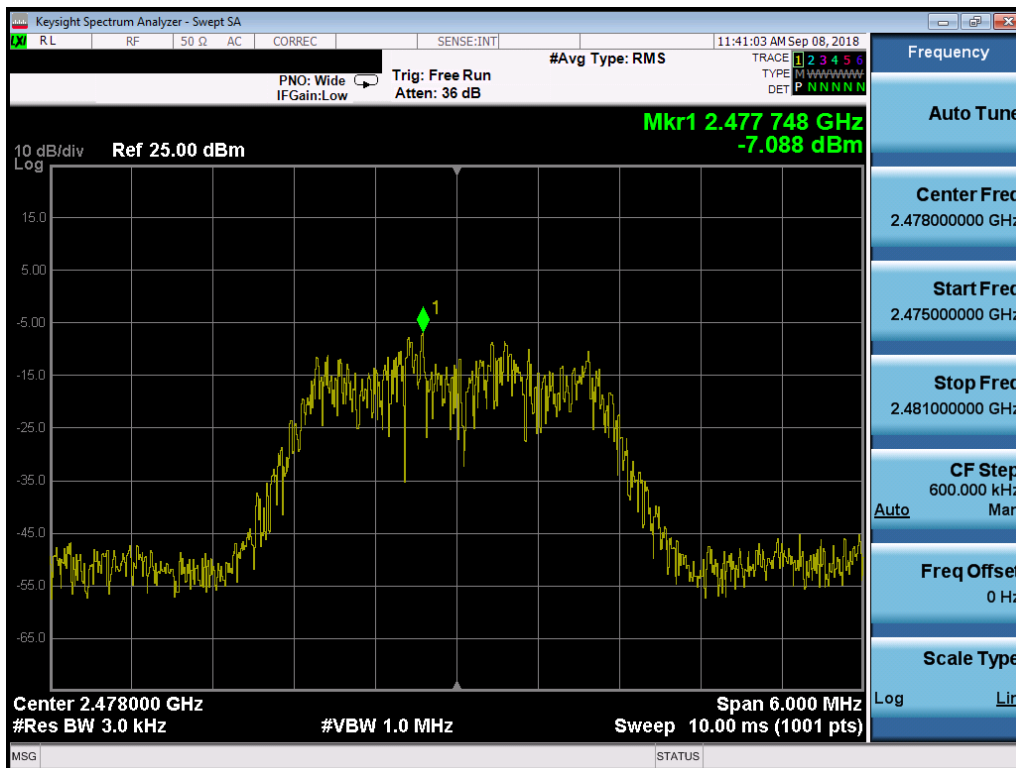 Keysight Spectrum Analyzer - Swept SA
LXI RL RF 50 Ω AC CORREC SENSE:INT 11:41:03 AM Sep 08, 2018
#Avg Type: RMS TRACE 1 2 3 4 5 6
PNO: Wide Trig: Free Run TYPE M W W W W W
IFGain:Low Atten: 36 dB DET P N N N N N
Mkr1 2.477 748 GHz
-7.088 dBm
10 dB/div Ref 25.00 dBm
Log
15.0
5.00
1
-5.00
-15.0
-25.0
-35.0
-45.0
-55.0
-65.0
Center 2.478000 GHz Span 6.000 MHz
#Res BW 3.0 kHz #VBW 1.0 MHz Sweep 10.00 ms (1001 pts)
MSG STATUS
Frequency
Auto Tune
Center Freq
2.478000000 GHz
Start Freq
2.475000000 GHz
Stop Freq
2.481000000 GHz
CF Step
600.000 kHz
Auto Man
Freq Offset
0 Hz
Scale Type
Log Lin